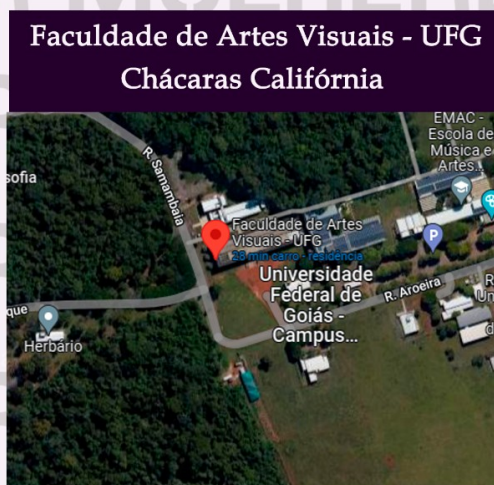 Faculdade de Artes Visuais - UFG
Chácaras Califórnia
EMAC -
Escola de
Música e
Artes...
R. Samambaia
sofia
Faculdade de Artes
Visuais - UFG
28 min carro - residência
P
Universidade
Federal de
Goiás -
Campus...
R. Aroeira
que
Herbário